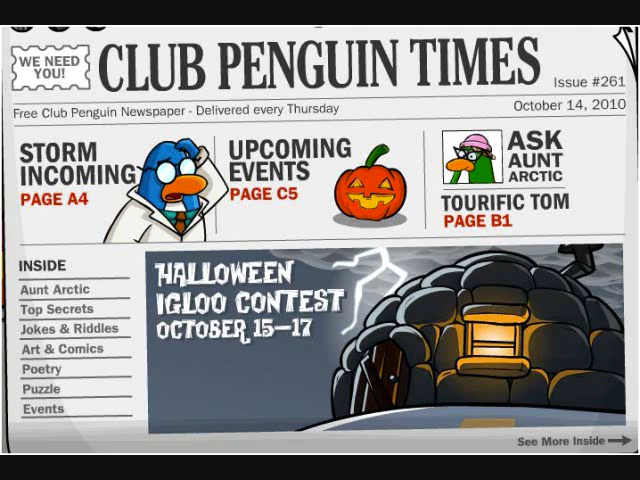 WE NEED
YOU!
CLUB PENGUIN TIMES
Issue #261
Free Club Penguin Newspaper - Delivered every Thursday
October 14, 2010
STORM
INCOMING
PAGE A4
UPCOMING
EVENTS
PAGE C5
ASK
AUNT
ARCTIC
TOURIFIC TOM
PAGE B1
INSIDE
Aunt Arctic
Top Secrets
Jokes & Riddles
Art & Comics
Poetry
Puzzle
Events
HALLOWEEN
IGLOO CONTEST
OCTOBER 15-17
See More Inside